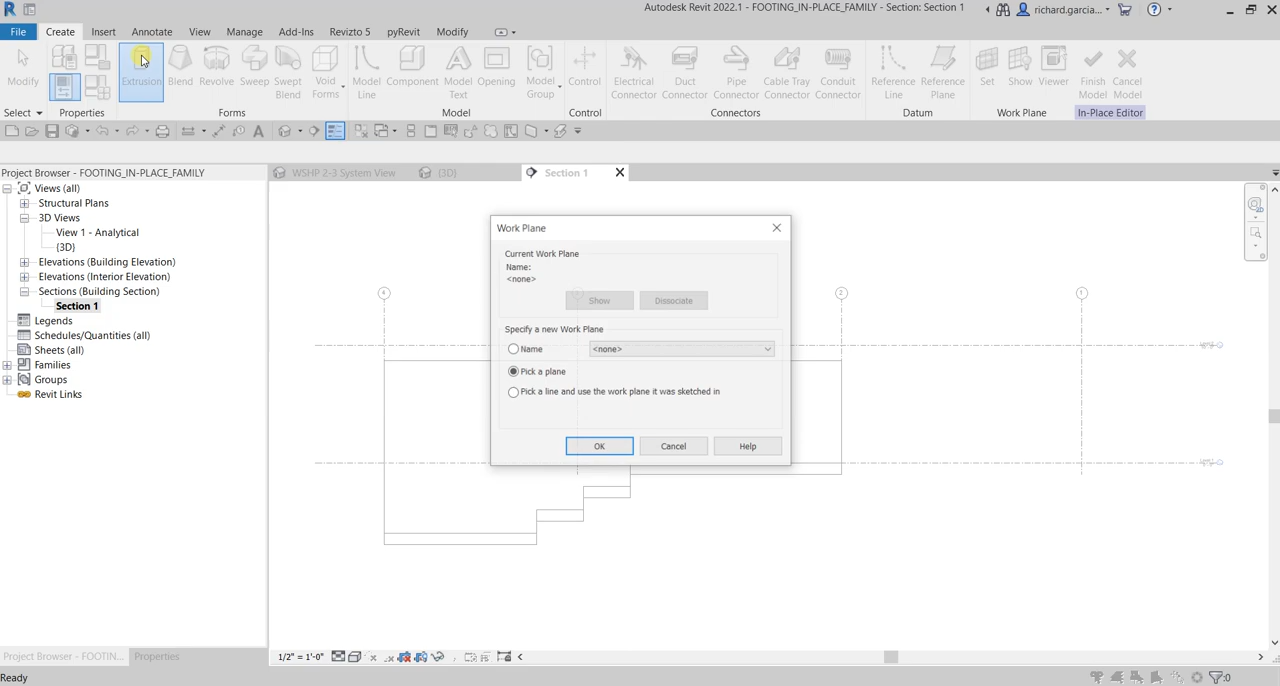 Autodesk Revit 2022.1 - FOOTING_IN-PLACE_FAMILY - Section: Section 1
richard.garcia...
File Create Insert Annotate View Manage Add-Ins Revizto 5 pyRevit Modify
Modify Extrusion Blend Revolve Sweep Swept Blend Void Forms Model Line Component Model Text Opening Model Group Control Electrical Connector Duct Connector Pipe Connector Cable Tray Connector Conduit Connector Reference Line Reference Plane Set Show Viewer Finish Model Cancel Model
Select Properties Forms Model Control Connectors Datum Work Plane In-Place Editor
Project Browser - FOOTING_IN-PLACE_FAMILY
WSHP 2-3 System View {3D} Section 1
Views (all)
Structural Plans
3D Views
View 1 - Analytical
{3D}
Elevations (Building Elevation)
Elevations (Interior Elevation)
Sections (Building Section)
Section 1
Legends
Schedules/Quantities (all)
Sheets (all)
Families
Groups
Revit Links
Work Plane
Current Work Plane
Name:
<none>
Show Dissociate
Specify a new Work Plane
Name <none>
Pick a plane
Pick a line and use the work plane it was sketched in
OK Cancel Help
4 2 1
Project Browser - FOOTIN... Properties
1/2" = 1'-0"
Ready
:0